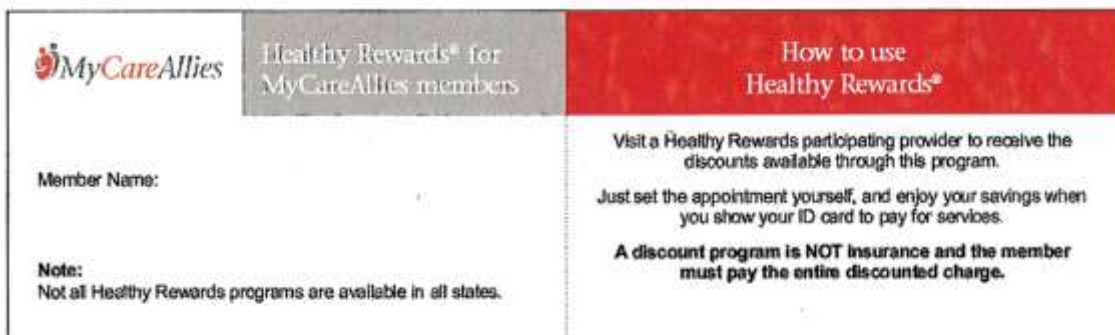 MyCareAllies
Healthy Rewards® for
MyCareAllies members
Member Name:
Note:
Not all Healthy Rewards programs are available in all states.
How to use
Healthy Rewards®
Visit a Healthy Rewards participating provider to receive the
discounts available through this program.
Just set the appointment yourself, and enjoy your savings when
you show your ID card to pay for services.
A discount program is NOT insurance and the member
must pay the entire discounted charge.